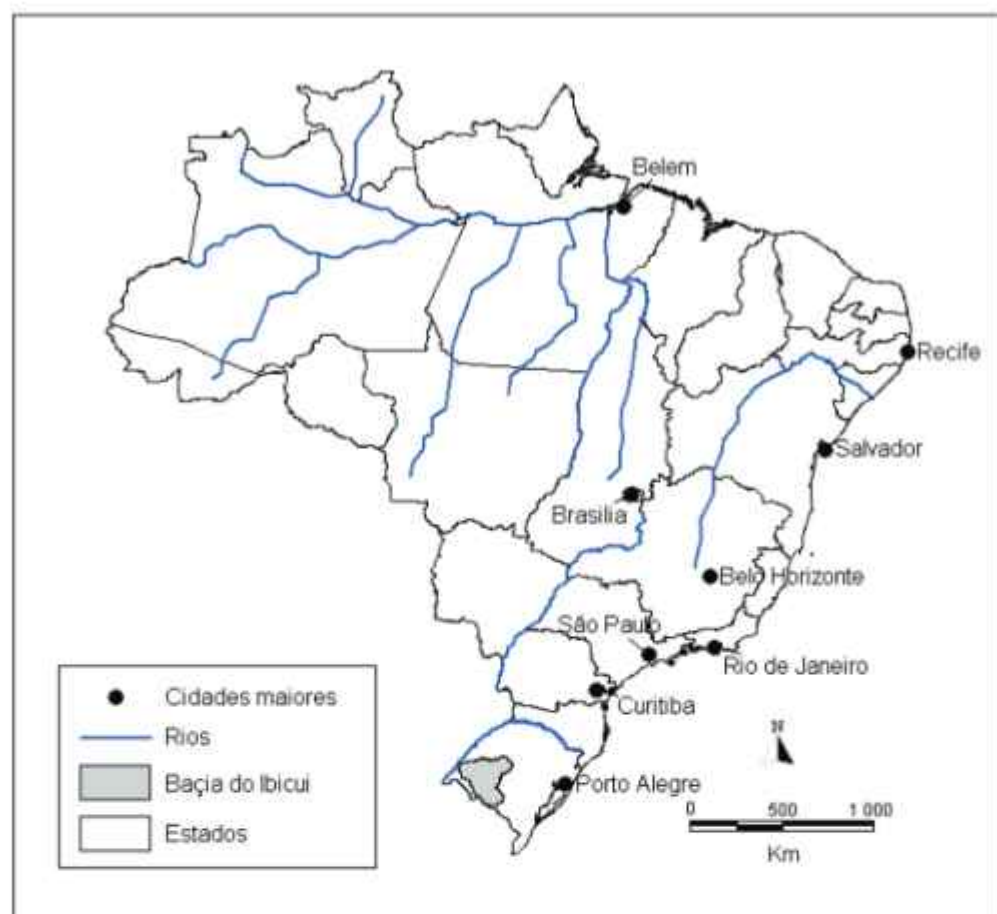 Belem
Recife
Salvador
Brasilia
Belo Horizonte
São Paulo
Rio de Janeiro
Curitiba
Porto Alegre
Cidades maiores
Rios
Baçia do Ibicui
Estados
N
0 500 1 000
Km